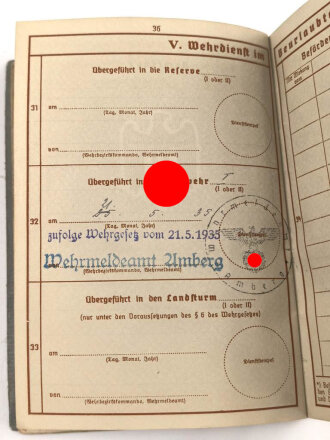 36
V. Wehrdienst im
Übergeführt in die Reserve
(I oder II)
31
am
(Tag, Monat, Jahr)
Dienststempel
von
(Wehrbezirkskommando, Wehrmeldeamt)
Übergeführt in wehr I
(I oder II)
5. 35.
32
am
zufolge Wehrgesetz vom 21.5.1935
Wehrmeldeamt Amberg
von
(Wehrbezirkskommando, Wehrmeldeamt)
Amberg
Übergeführt in den Landsturm
(I oder II)
(nur unter den Voraussetzungen des § 6 des Wehrgesetzes)
33
am
(Tag, Monat, Jahr)
Dienststempel
von
(Wehrbezirkskommando, Wehrmeldeamt)
Beurlaubt